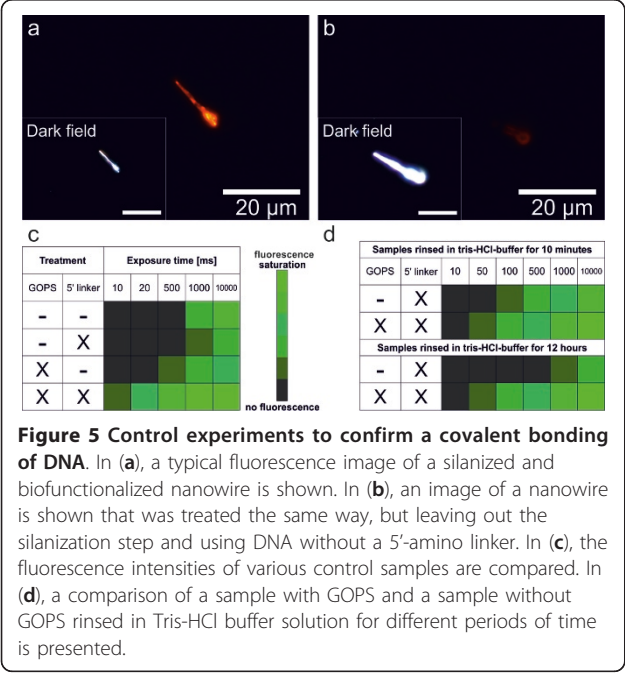 a
Dark field
20 µm
b
Dark field
20 µm
c
Treatment Exposure time [ms]
GOPS 5' linker 10 20 500 1000 10000
- -
- X
X -
X X
fluorescence
saturation
no fluorescence
d
Samples rinsed in tris-HCl-buffer for 10 minutes
GOPS 5' linker 10 50 100 500 1000 10000
- X
X X
Samples rinsed in tris-HCl-buffer for 12 hours
- X
X X
Figure 5 Control experiments to confirm a covalent bonding
of DNA. In (a), a typical fluorescence image of a silanized and
biofunctionalized nanowire is shown. In (b), an image of a nanowire
is shown that was treated the same way, but leaving out the
silanization step and using DNA without a 5'-amino linker. In (c), the
fluorescence intensities of various control samples are compared. In
(d), a comparison of a sample with GOPS and a sample without
GOPS rinsed in Tris-HCl buffer solution for different periods of time
is presented.